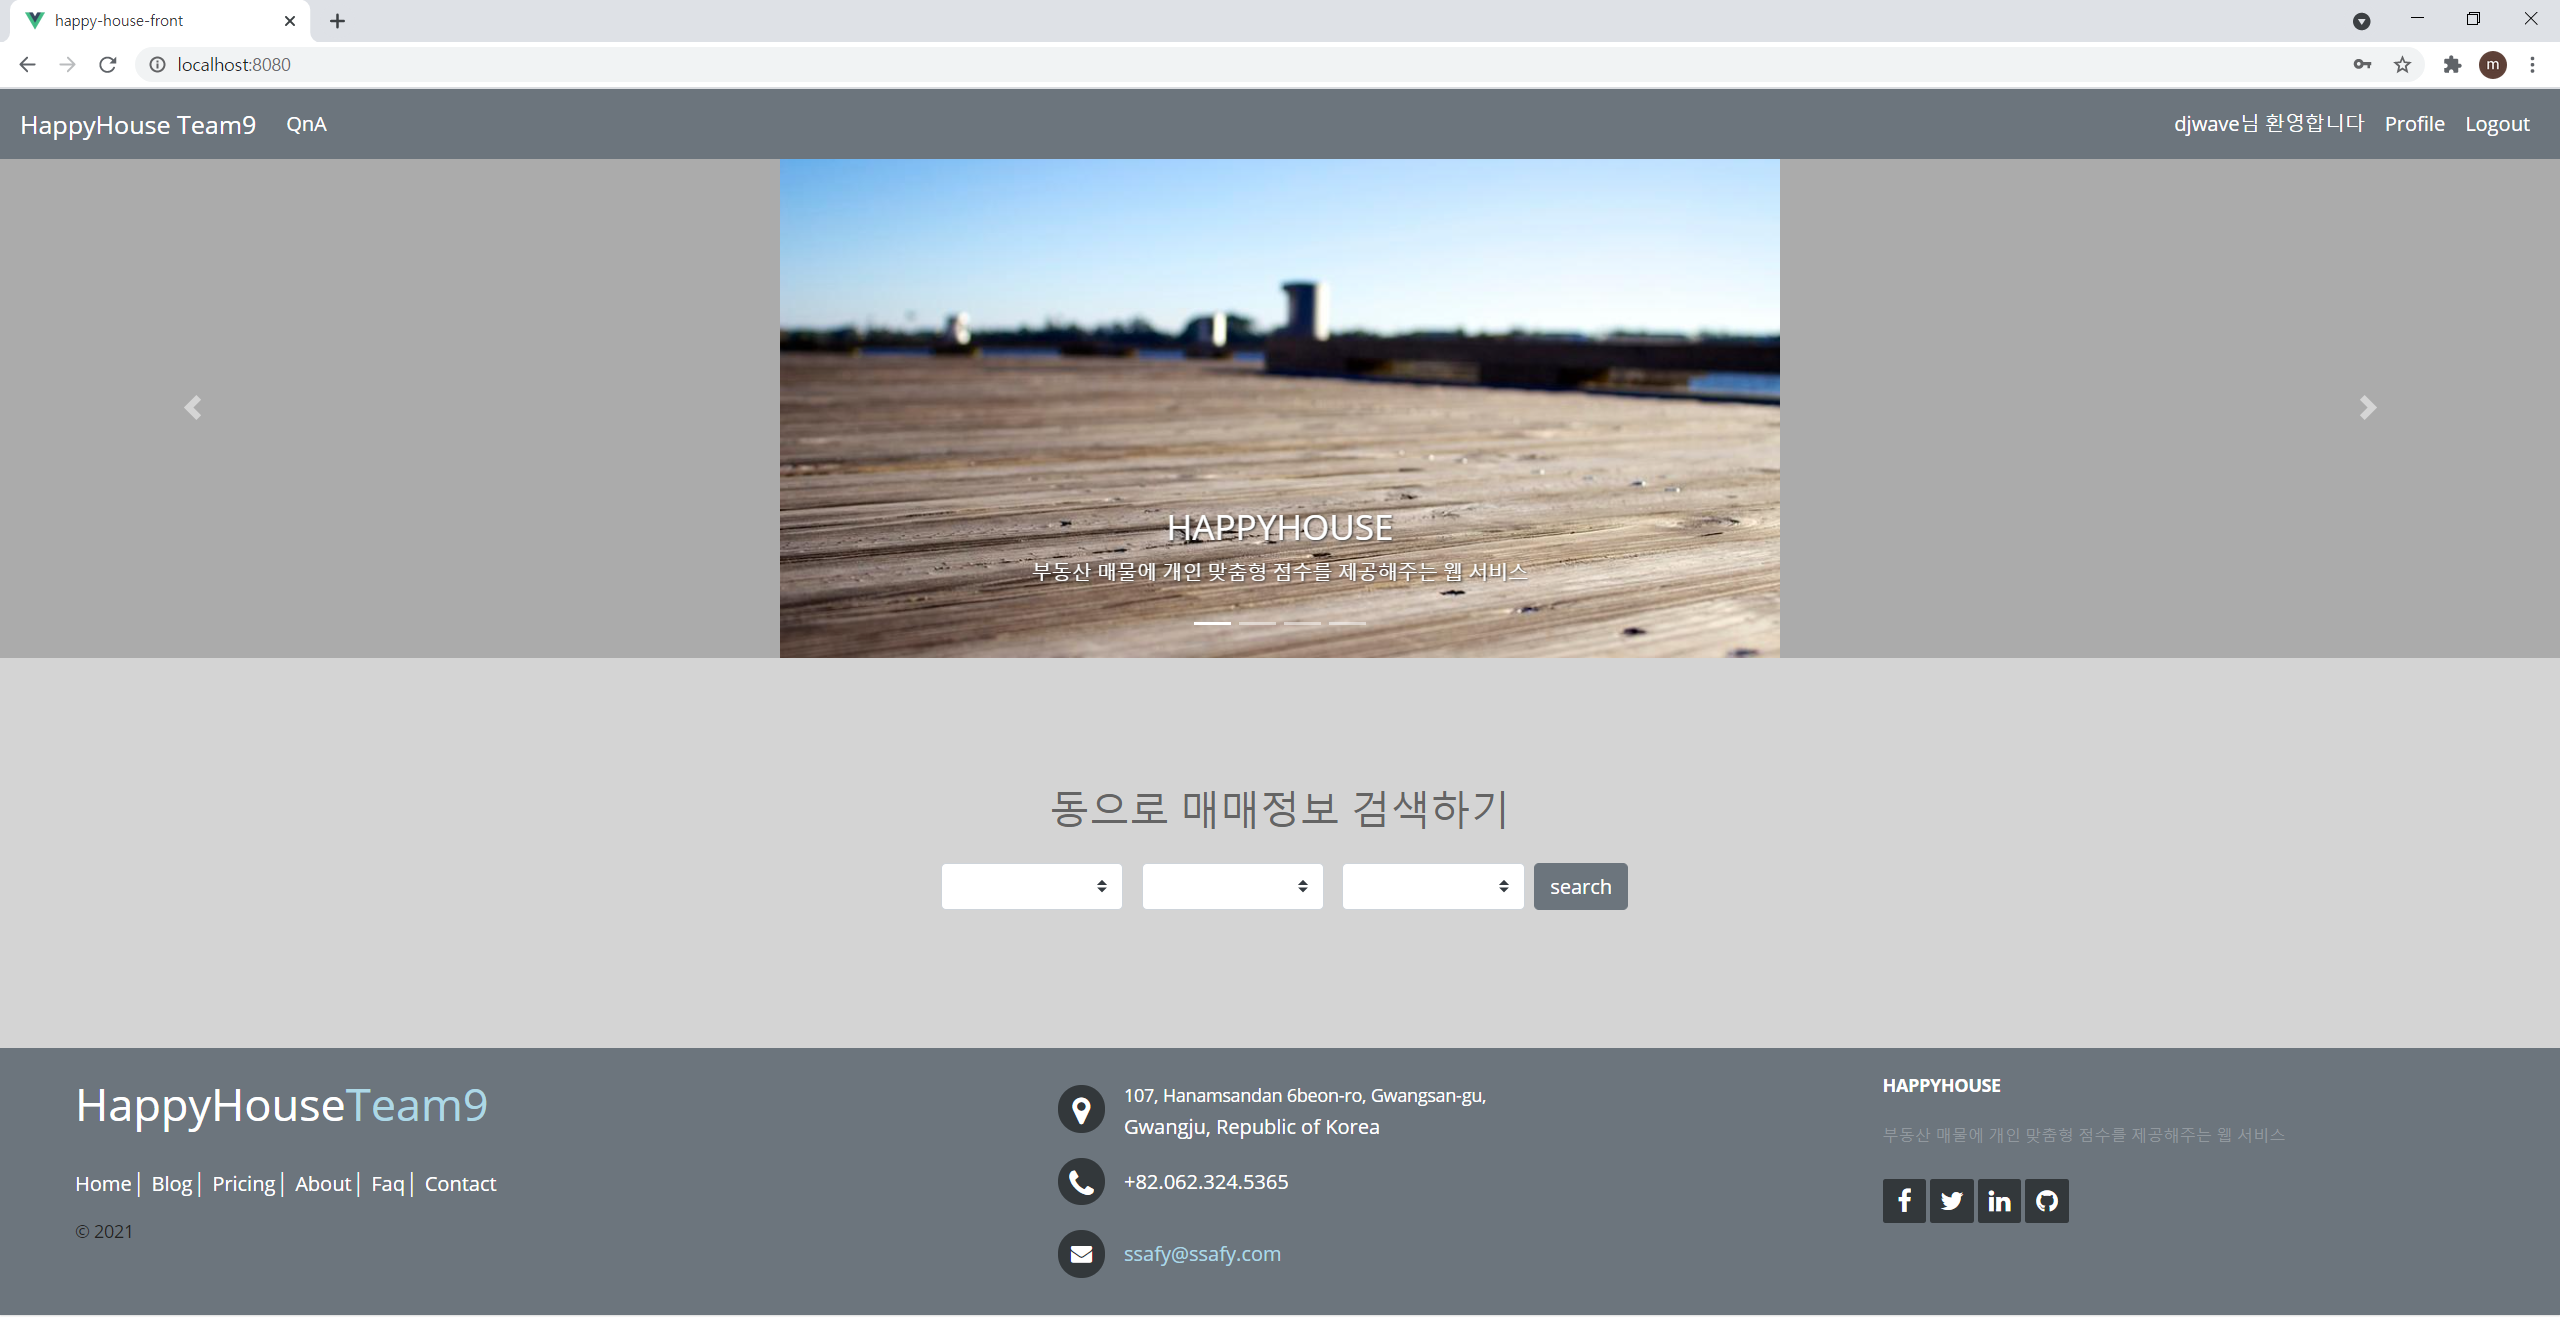 happy-house-front
localhost:8080
m
HappyHouse Team9 QnA djwave님 환영합니다 Profile Logout
HAPPYHOUSE
부동산 매물에 개인 맞춤형 점수를 제공해주는 웹 서비스
동으로 매매정보 검색하기
search
HappyHouseTeam9
Home| Blog| Pricing| About| Faq| Contact
© 2021
107, Hanamsandan 6beon-ro, Gwangsan-gu,
Gwangju, Republic of Korea
+82.062.324.5365
ssafy@ssafy.com
HAPPYHOUSE
부동산 매물에 개인 맞춤형 점수를 제공해주는 웹 서비스